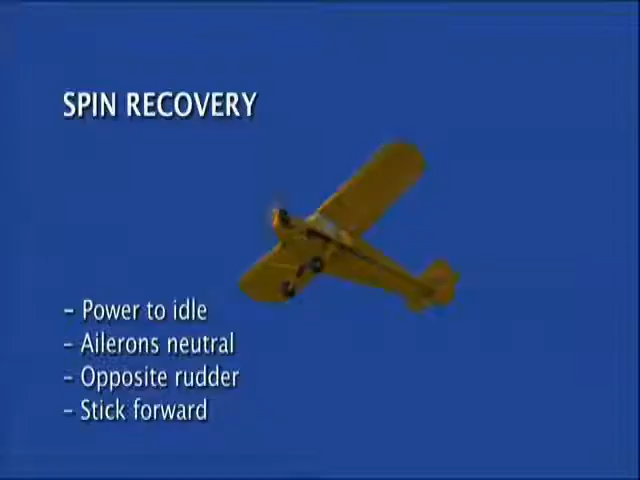 SPIN RECOVERY
- Power to idle
- Ailerons neutral
- Opposite rudder
- Stick forward